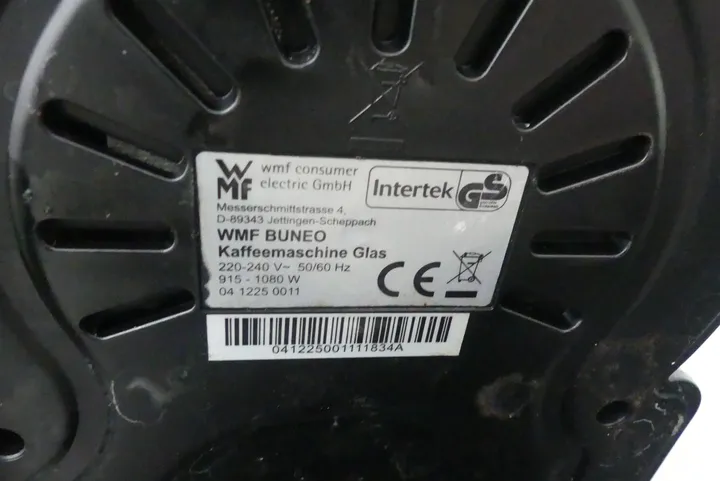 WMF
wmf consumer
electric GmbH
Intertek
GS
Messerschmittstrasse 4,
D-89343 Jettingen-Scheppach
WMF BUNEO
Kaffeemaschine Glas
220-240 V~ 50/60 Hz
915 - 1080 W
04 1225 0011
CE
041225001111834A